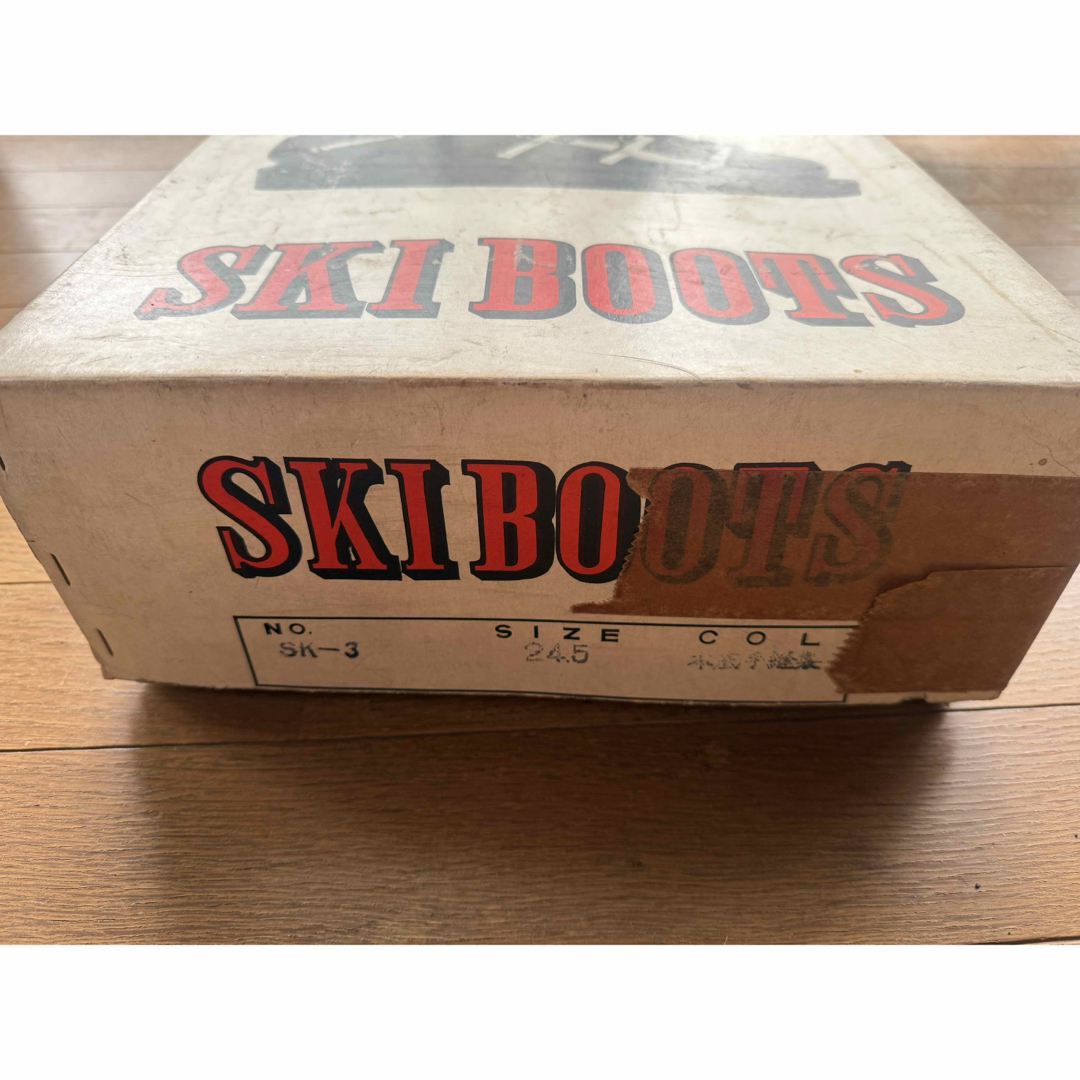 SKI BOOTS
SKI BOOTS
NO. SIZE COL
SK-3 24.5